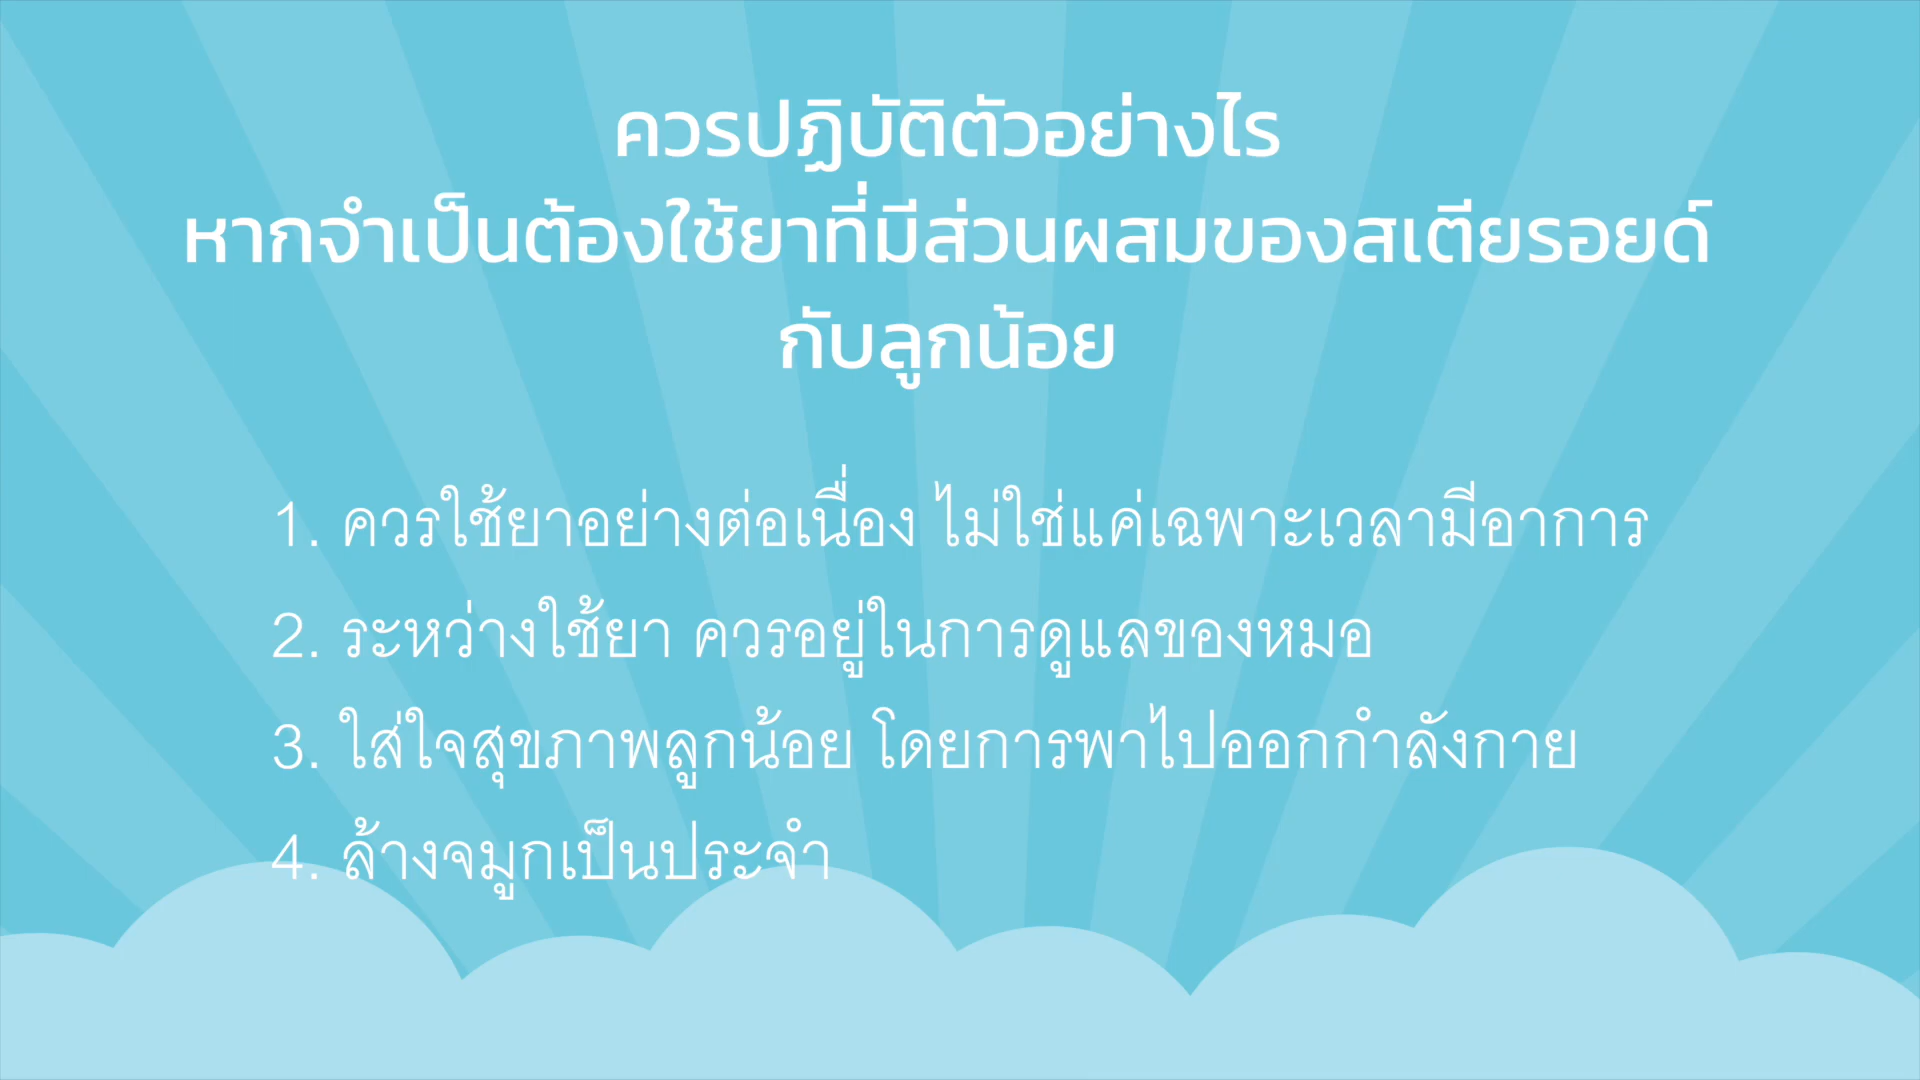 ควรปฏิบัติตัวอย่างไร
หากจำเป็นต้องใช้ยาที่มีส่วนผสมของสเตียรอยด์
กับลูกน้อย
1. ควรใช้ยาอย่างต่อเนื่อง ไม่ใช่แค่เฉพาะเวลามีอาการ
2. ระหว่างใช้ยา ควรอยู่ในการดูแลของหมอ
3. ใส่ใจสุขภาพลูกน้อย โดยการพาไปออกกำลังกาย
4. ล้างจมูกเป็นประจำ